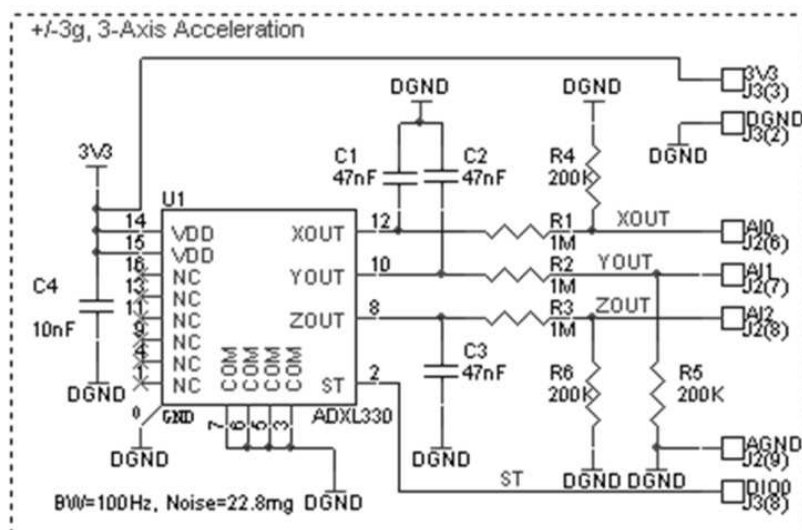 +/-3g, 3-Axis Acceleration
3V3
J3(3)
DGND
J3(2)
DGND
DGND
DGND
3V3
C1
47nF
C2
47nF
R4
200K
U1
14
15
16
13
11
9
4
1
VDD
VDD
NC
NC
NC
NC
NC
NC
XOUT
YOUT
ZOUT
ST
COM
COM
COM
COM
12
10
8
2
R1
1M
R2
1M
R3
1M
XOUT
YOUT
ZOUT
AI0
J2(6)
AI1
J2(7)
AI2
J2(8)
C4
10nF
DGND
C3
47nF
DGND
R6
200K
R5
200K
0
GND
7
6
5
3
ADXL330
DGND
DGND
DGND
DGND
AGND
J2(9)
ST
DIO0
J3(8)
BW=100Hz, Noise=22.8mg